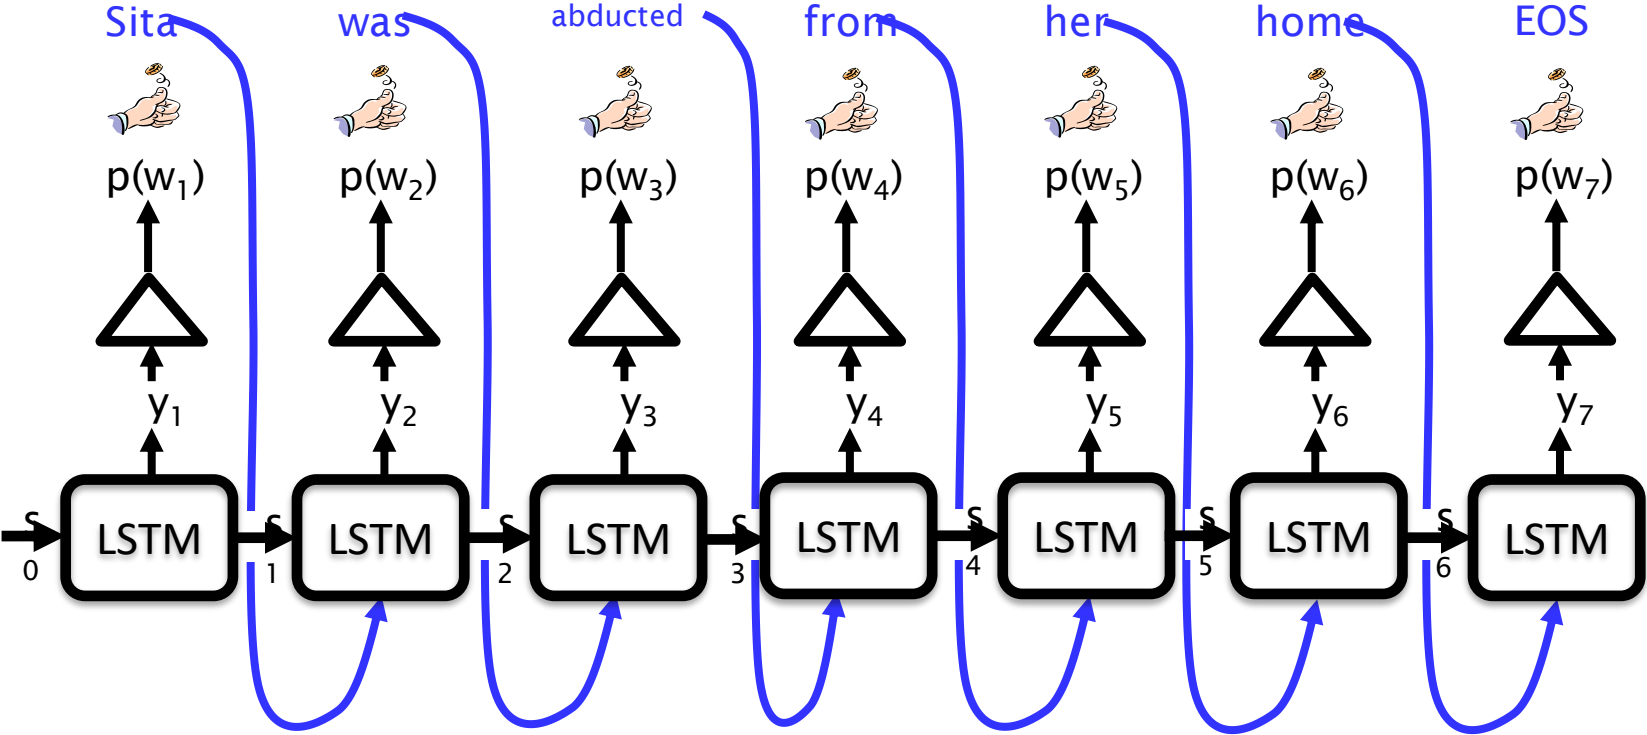 Sita was abducted from her home EOS
p(w1) p(w2) p(w3) p(w4) p(w5) p(w6) p(w7)
y1 y2 y3 y4 y5 y6 y7
s0 LSTM s1 LSTM s2 LSTM s3 LSTM s4 LSTM s5 LSTM s6 LSTM